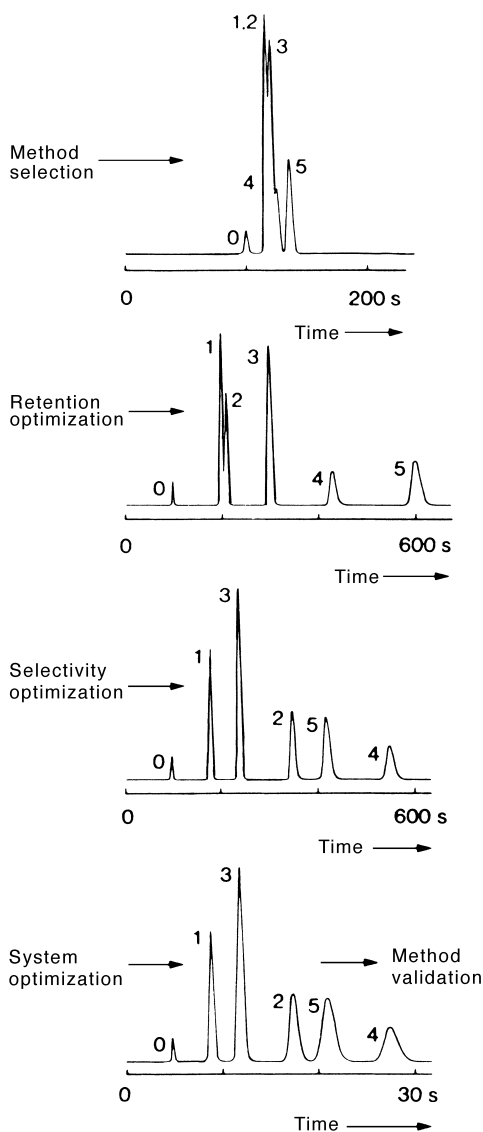 1.2
3
Method
selection
4
5
0
0
200 s
Time
1
3
2
Retention
optimization
0
4
5
0
600 s
Time
3
1
Selectivity
optimization
2
5
0
4
0
600 s
Time
3
1
System
optimization
Method
validation
2
5
0
4
0
30 s
Time